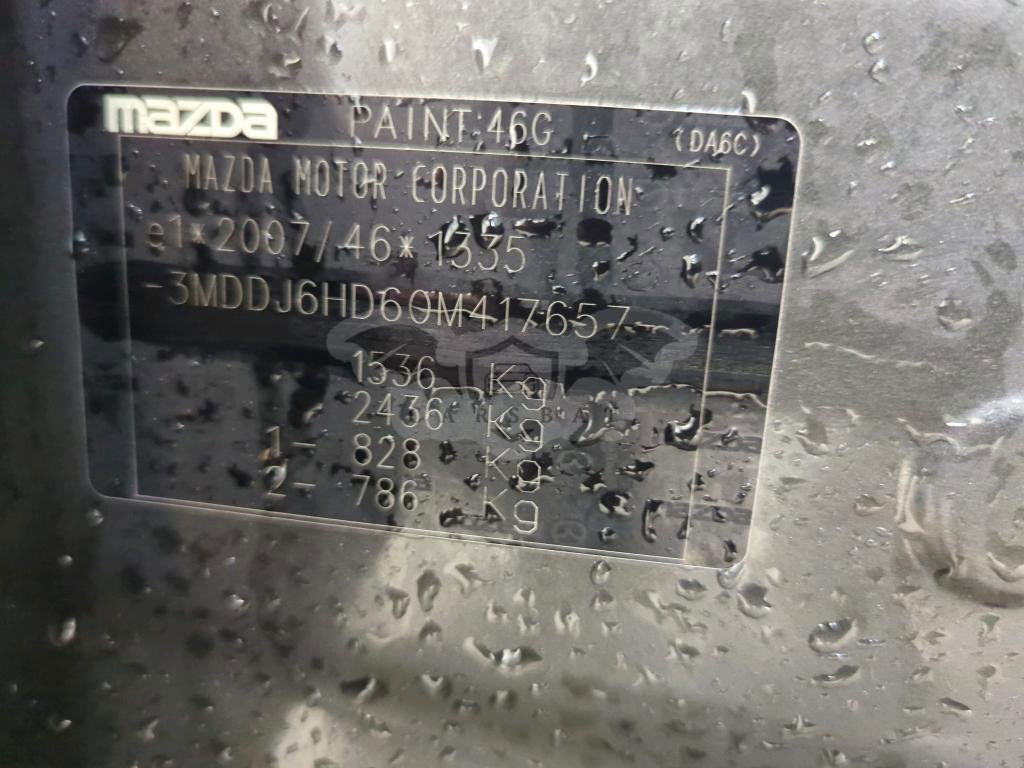 mazda PAINT:46G (DA6C)
MAZDA MOTOR CORPORATION
e1*2007/46*1335
-3MDDJ6HD60M417657-
1536 Kg
2436 Kg
1- 828 Kg
2- 786 Kg